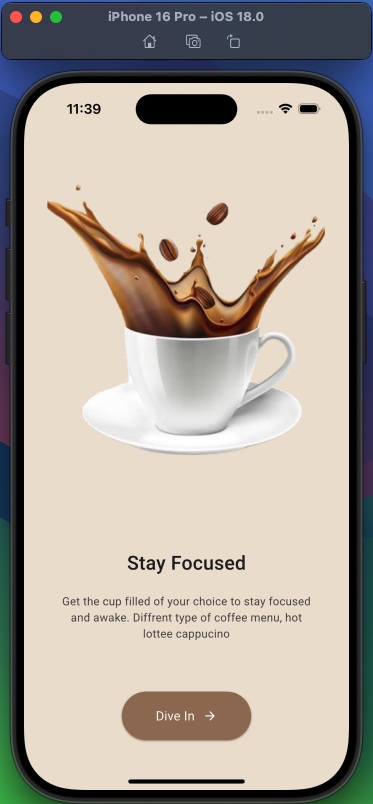 iPhone 16 Pro – iOS 18.0
11:39
Stay Focused
Get the cup filled of your choice to stay focused
and awake. Diffrent type of coffee menu, hot
lottee cappucino
Dive In